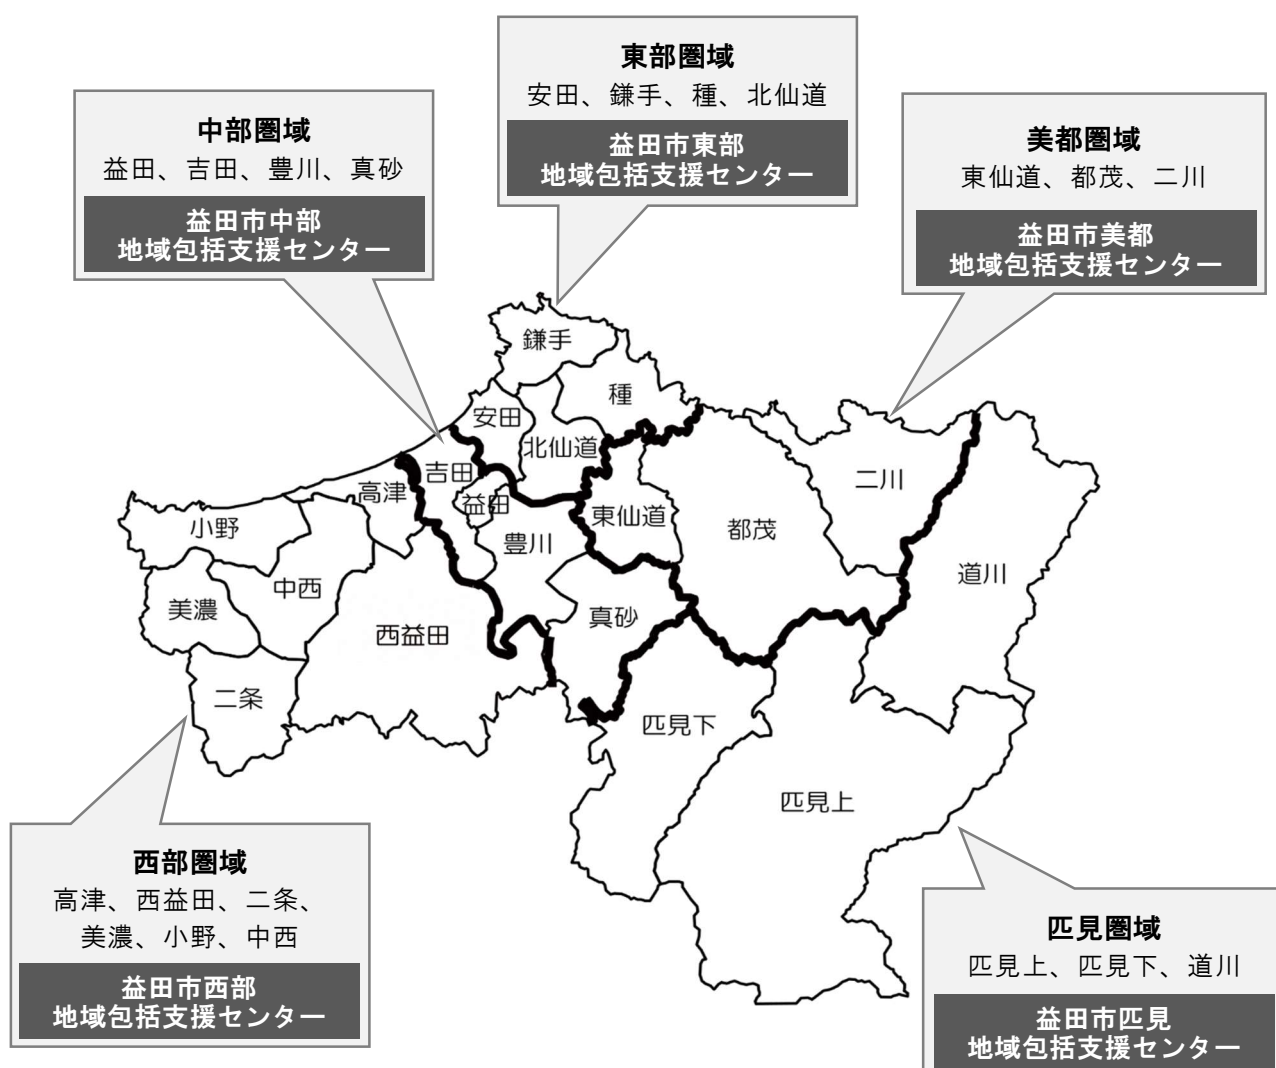 東部圏域
安田、鎌手、種、北仙道
益田市東部
地域包括支援センター
中部圏域
益田、吉田、豊川、真砂
益田市中部
地域包括支援センター
美都圏域
東仙道、都茂、二川
益田市美都
地域包括支援センター
鎌手
種
安田
北仙道
吉田
高津
益田
東仙道
二川
小野
豊川
都茂
道川
中西
美濃
真砂
西益田
二条
匹見下
匹見上
西部圏域
高津、西益田、二条、
美濃、小野、中西
益田市西部
地域包括支援センター
匹見圏域
匹見上、匹見下、道川
益田市匹見
地域包括支援センター